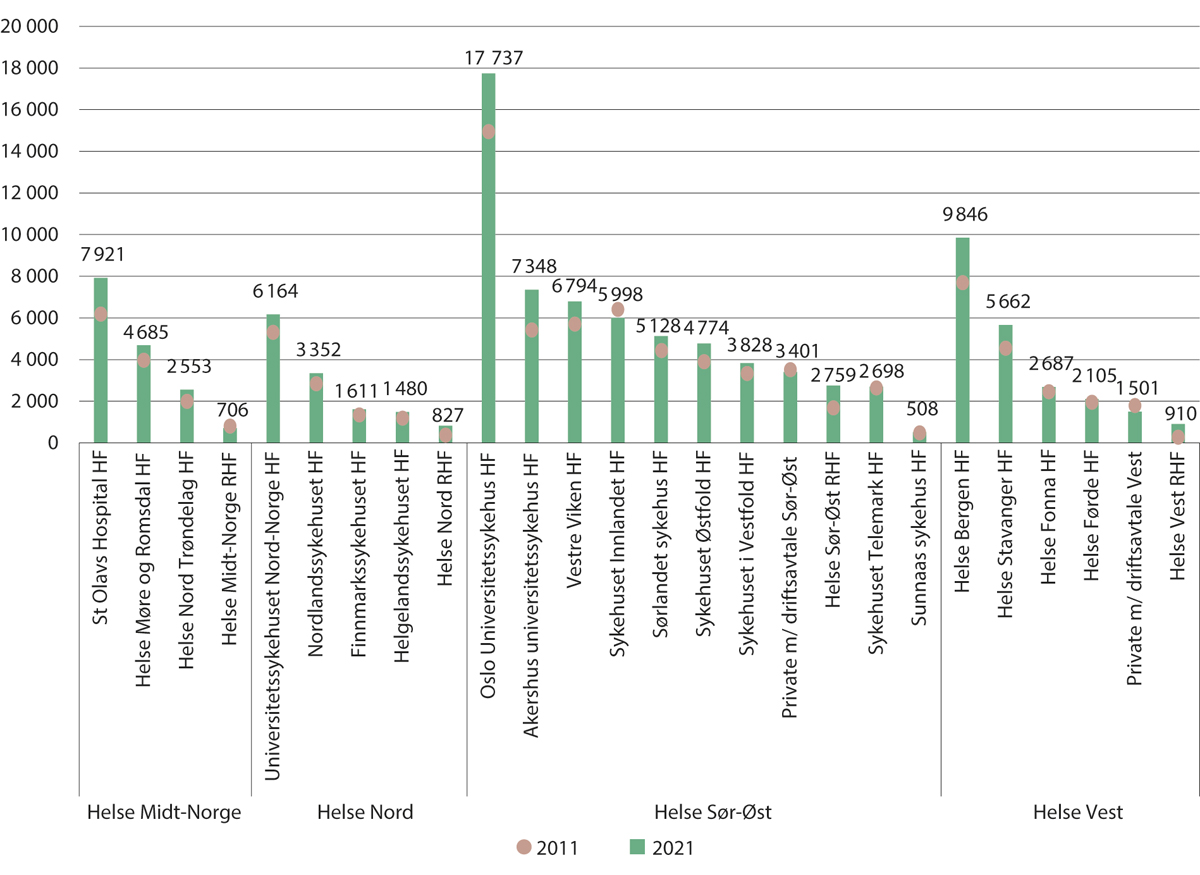 20 000
18 000
16 000
14 000
12 000
10 000
8 000
6 000
4 000
2 000
0
7 921
4 685
2 553
706
6 164
3 352
1 611
1 480
827
17 737
7 348
6 794
5 998
5 128
4 774
3 828
3 401
2 759
2 698
508
9 846
5 662
2 687
2 105
1 501
910
St Olavs Hospital HF
Helse Møre og Romsdal HF
Helse Nord Trøndelag HF
Helse Midt-Norge RHF
Universitetssykehuset Nord-Norge HF
Nordlandssykehuset HF
Finnmarkssykehuset HF
Helgelandssykehuset HF
Helse Nord RHF
Oslo Universitetssykehus HF
Akershus universitetssykehus HF
Vestre Viken HF
Sykehuset Innlandet HF
Sørlandet sykehus HF
Sykehuset Østfold HF
Sykehuset i Vestfold HF
Private m/ driftsavtale Sør-Øst
Helse Sør-Øst RHF
Sykehuset Telemark HF
Sunnaas sykehus HF
Helse Bergen HF
Helse Stavanger HF
Helse Fonna HF
Helse Førde HF
Private m/ driftsavtale Vest
Helse Vest RHF
Helse Midt-Norge
Helse Nord
Helse Sør-Øst
Helse Vest
2011
2021